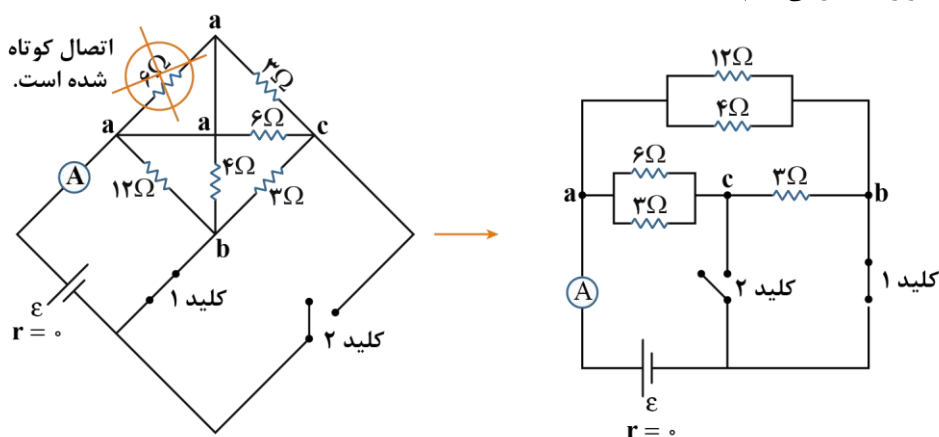 a
اتصال کوتاه
شده است.
۳Ω
a
a
۶Ω
c
A
۱۲Ω
۴Ω
۳Ω
b
کلید ۱
ε
r = ۰
کلید ۲
۱۲Ω
۴Ω
۶Ω
c
۳Ω
a
b
۳Ω
A
کلید ۲
کلید ۱
ε
r = ۰